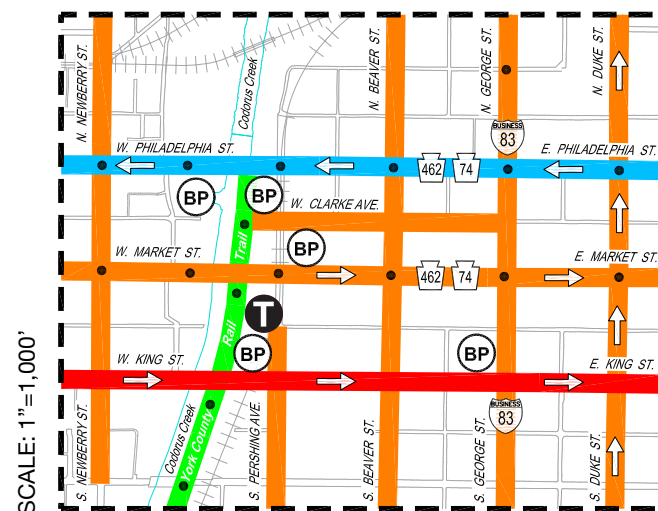 N. NEWBERRY ST.
Codorus Creek
N. BEAVER ST.
N. GEORGE ST.
N. DUKE ST.
BUSINESS
83
W. PHILADELPHIA ST.
E. PHILADELPHIA ST.
462
74
BP
BP
W. CLARKE AVE.
BP
W. MARKET ST.
E. MARKET ST.
462
74
T
BP
BP
W. KING ST.
E. KING ST.
York County Rail Trail
BUSINESS
83
S. NEWBERRY ST.
Codorus Creek
S. PERSHING AVE.
S. BEAVER ST.
S. GEORGE ST.
S. DUKE ST.
SCALE: 1”=1,000’